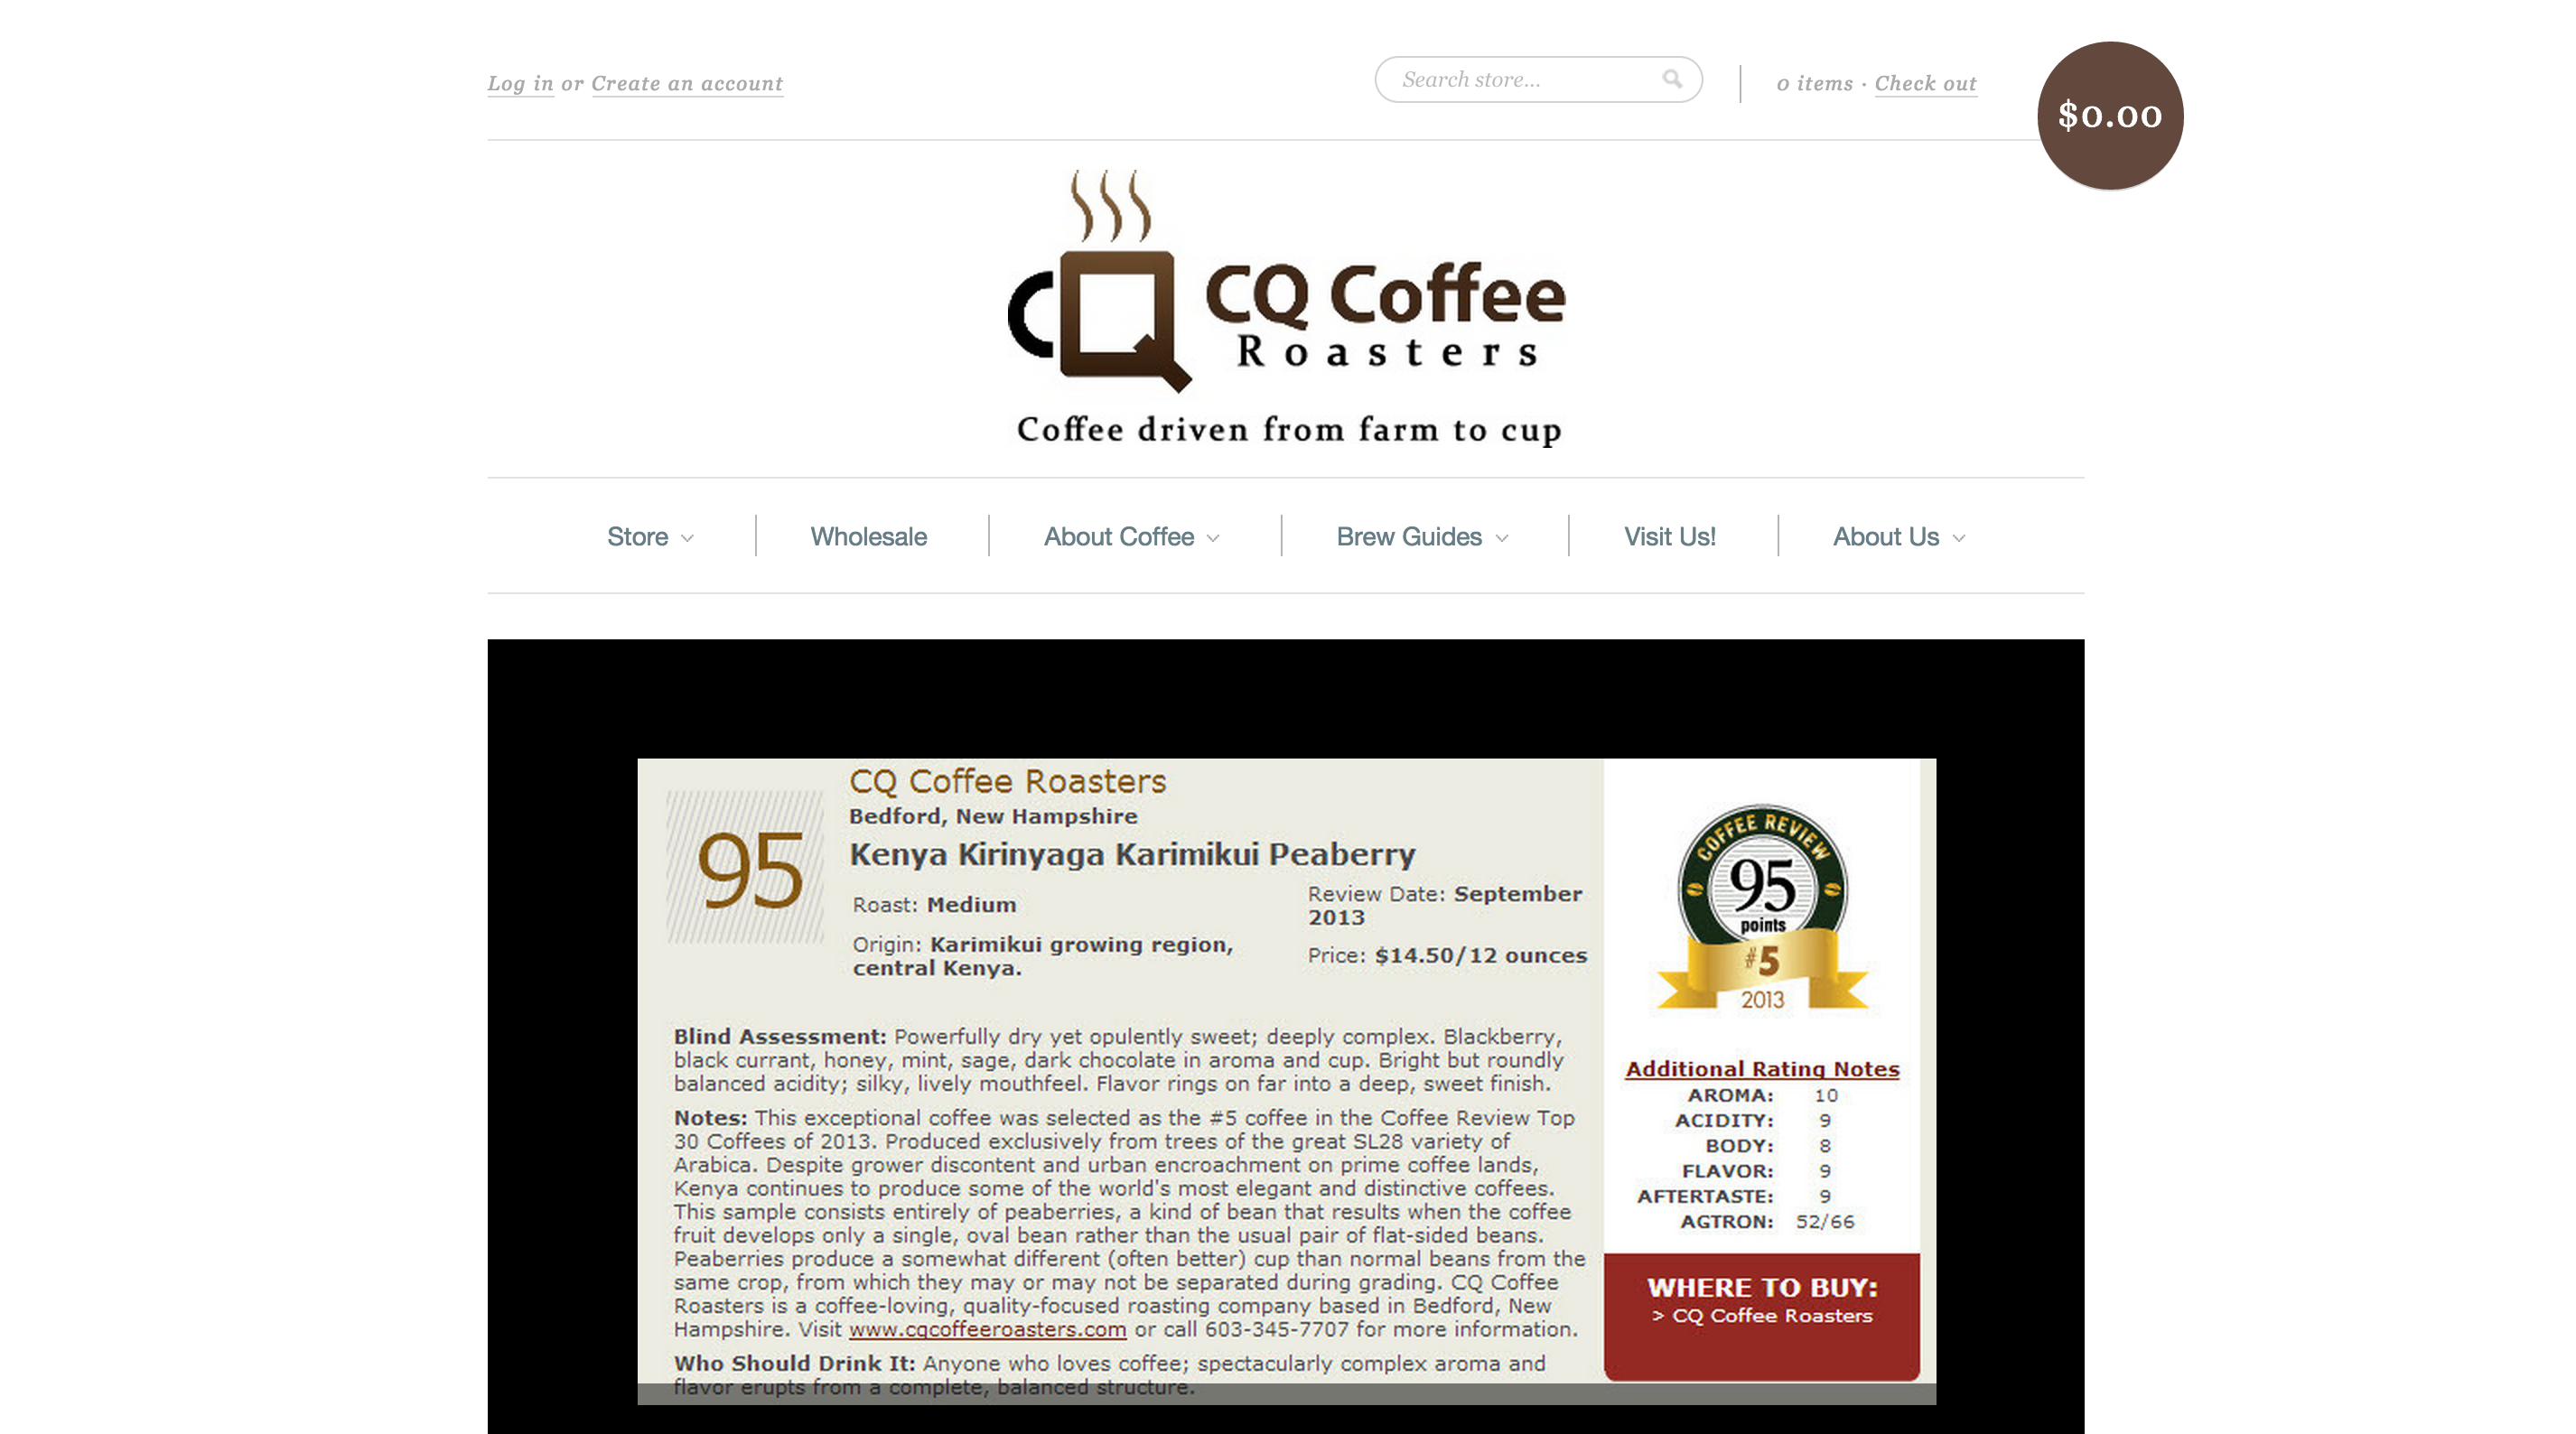 Log in or Create an account
Search store...
0 items · Check out
$0.00
CQ Coffee
Roasters
Coffee driven from farm to cup
Store
Wholesale
About Coffee
Brew Guides
Visit Us!
About Us
95
CQ Coffee Roasters
Bedford, New Hampshire
Kenya Kirinyaga Karimikui Peaberry
Roast: Medium
Origin: Karimikui growing region,
central Kenya.
Review Date: September
2013
Price: $14.50/12 ounces
Blind Assessment: Powerfully dry yet opulently sweet; deeply complex. Blackberry,
black currant, honey, mint, sage, dark chocolate in aroma and cup. Bright but roundly
balanced acidity; silky, lively mouthfeel. Flavor rings on far into a deep, sweet finish.
Notes: This exceptional coffee was selected as the #5 coffee in the Coffee Review Top
30 Coffees of 2013. Produced exclusively from trees of the great SL28 variety of
Arabica. Despite grower discontent and urban encroachment on prime coffee lands,
Kenya continues to produce some of the world's most elegant and distinctive coffees.
This sample consists entirely of peaberries, a kind of bean that results when the coffee
fruit develops only a single, oval bean rather than the usual pair of flat-sided beans.
Peaberries produce a somewhat different (often better) cup than normal beans from the
same crop, from which they may or may not be separated during grading. CQ Coffee
Roasters is a coffee-loving, quality-focused roasting company based in Bedford, New
Hampshire. Visit www.cqcoffeeroasters.com or call 603-345-7707 for more information.
Who Should Drink It: Anyone who loves coffee; spectacularly complex aroma and
flavor erupts from a complete, balanced structure.
COFFEE REVIEW
95
points
#5
2013
Additional Rating Notes
AROMA: 10
ACIDITY: 9
BODY: 8
FLAVOR: 9
AFTERTASTE: 9
AGTRON: 52/66
WHERE TO BUY:
> CQ Coffee Roasters